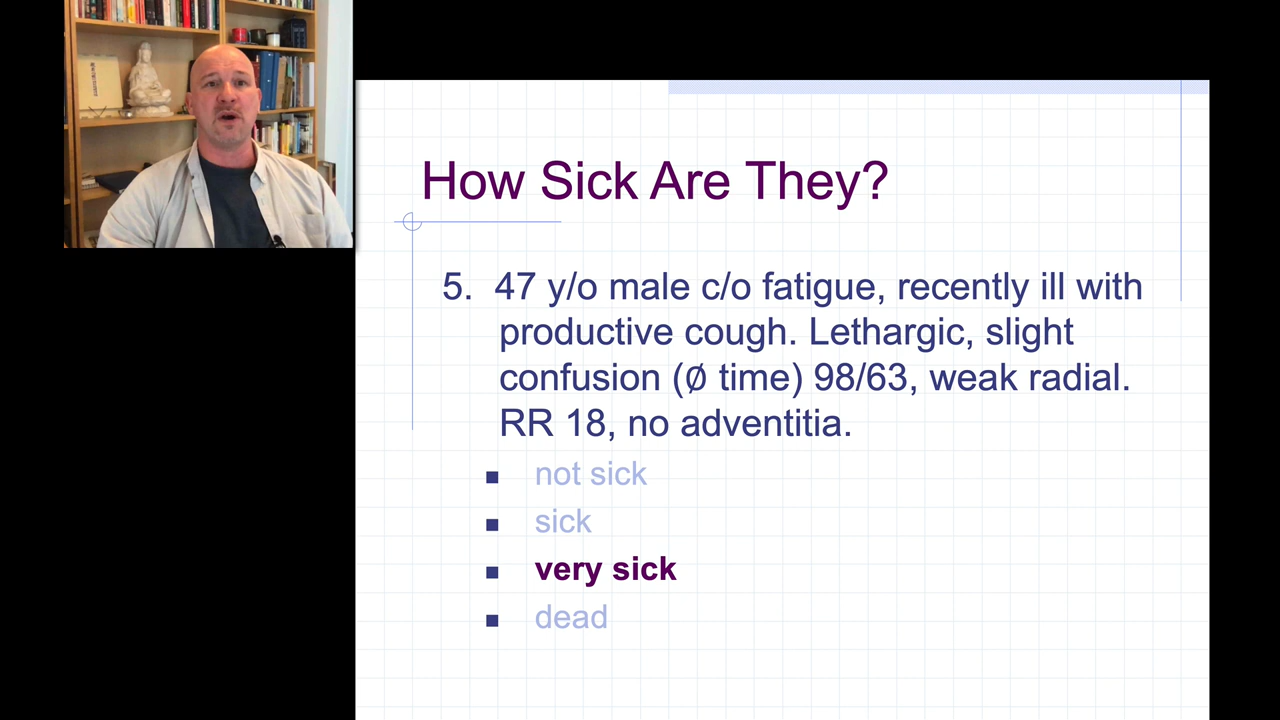 How Sick Are They?
5. 47 y/o male c/o fatigue, recently ill with
productive cough. Lethargic, slight
confusion (Ø time) 98/63, weak radial.
RR 18, no adventitia.
not sick
sick
very sick
dead